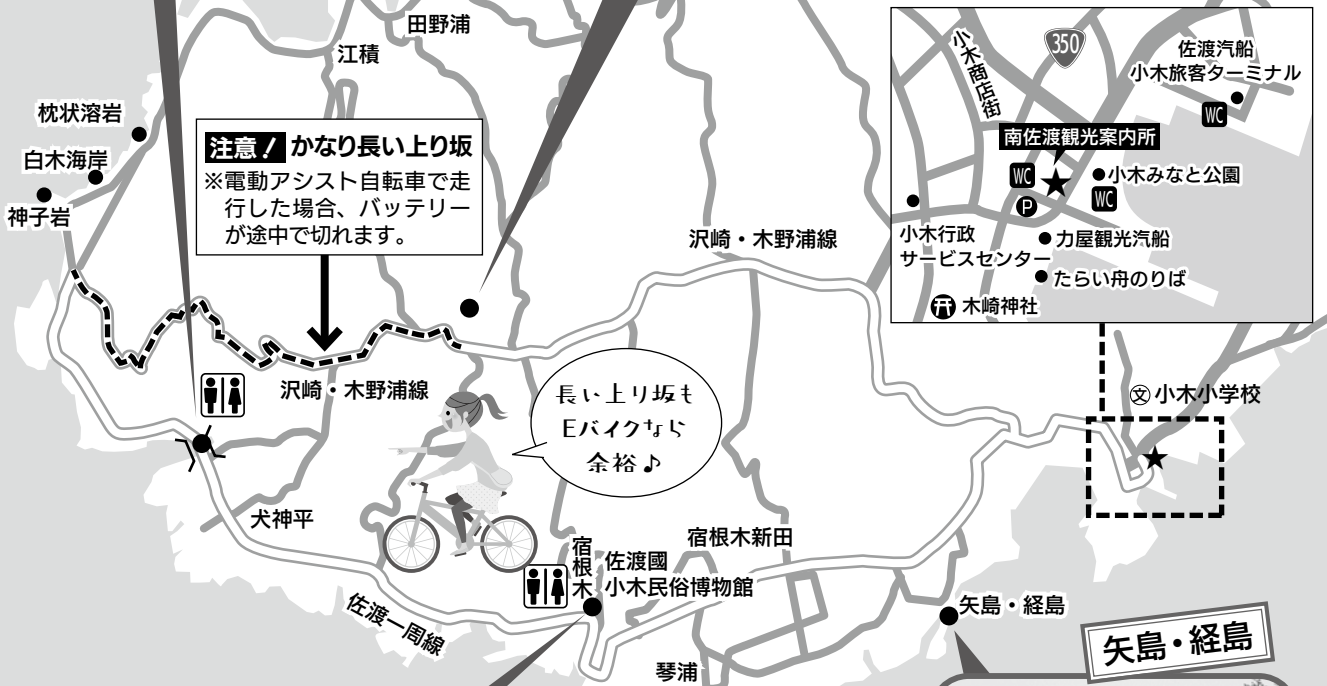 田野浦
江積
枕状溶岩
白木海岸
神子岩
注意！かなり長い上り坂
※電動アシスト自転車で走
行した場合、バッテリー
が途中で切れます。
沢崎・木野浦線
小木商店街
350
佐渡汽船
小木旅客ターミナル
WC
南佐渡観光案内所
WC
P
小木みなと公園
WC
小木行政
サービスセンター
力屋観光汽船
たらい舟のりば
木崎神社
沢崎・木野浦線
長い上り坂も
Eバイクなら
余裕♪
文 小木小学校
犬神平
宿根木
佐渡國
小木民俗博物館
宿根木新田
佐渡一周線
琴浦
矢島・経島
矢島・経島